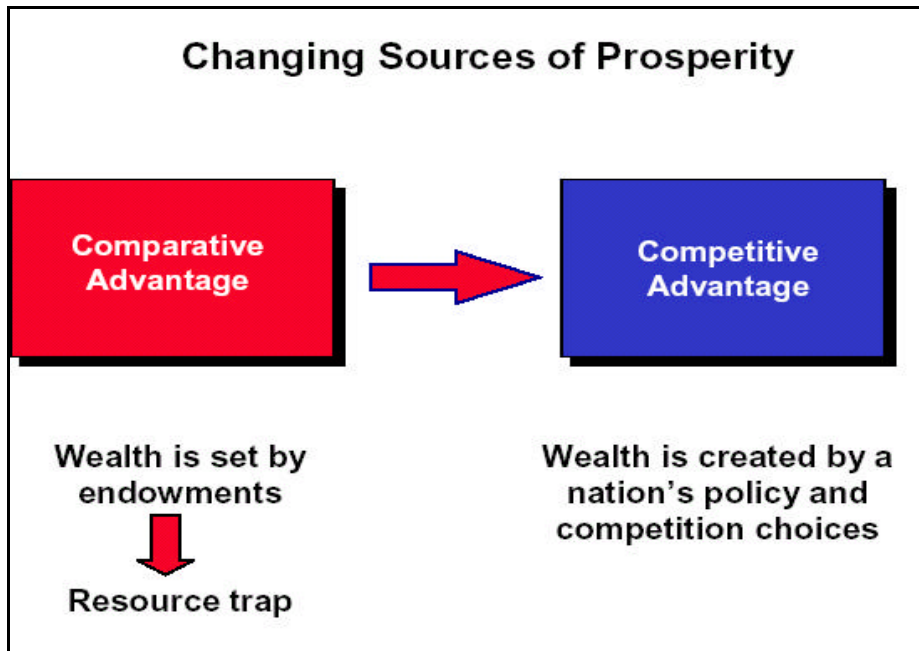 Changing Sources of Prosperity
Comparative
Advantage
Competitive
Advantage
Wealth is set by
endowments
Resource trap
Wealth is created by a
nation's policy and
competition choices